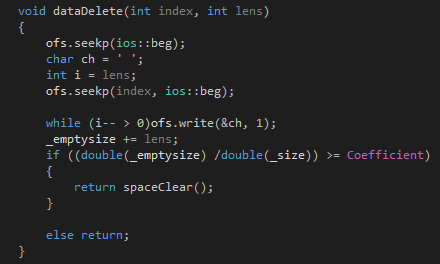 void dataDelete(int index, int lens)
{
    ofs.seekp(ios::beg);
    char ch = ' ';
    int i = lens;
    ofs.seekp(index, ios::beg);

    while (i-- > 0)ofs.write(&ch, 1);
    _emptysize += lens;
    if ((double(_emptysize) /double(_size)) >= Coefficient)
    {
        return spaceClear();
    }

    else return;
}